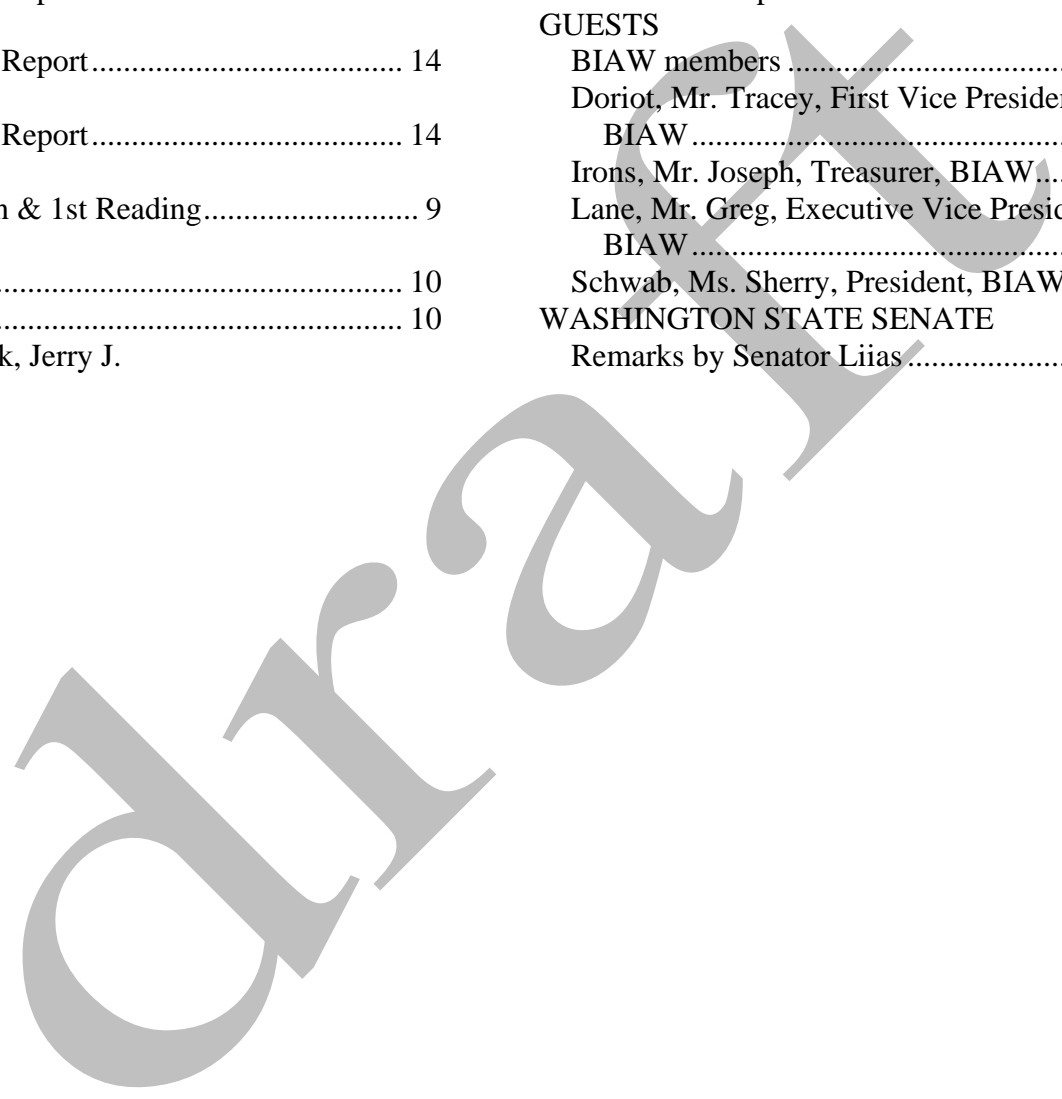 Report................................... 14
Report................................... 14
& 1st Reading........................... 9
................................................... 10
................................................... 10
Jerry J.
GUESTS
BIAW members
Doriot, Mr. Tracey, First Vice
BIAW
Irons, Mr. Joseph, Treasurer, BIAW
Lane, Mr. Greg, Executive Vice
BIAW
Schwab, Ms. Sherry, President, BIAW
WASHINGTON STATE SENATE
Remarks by Senator Liias
draft